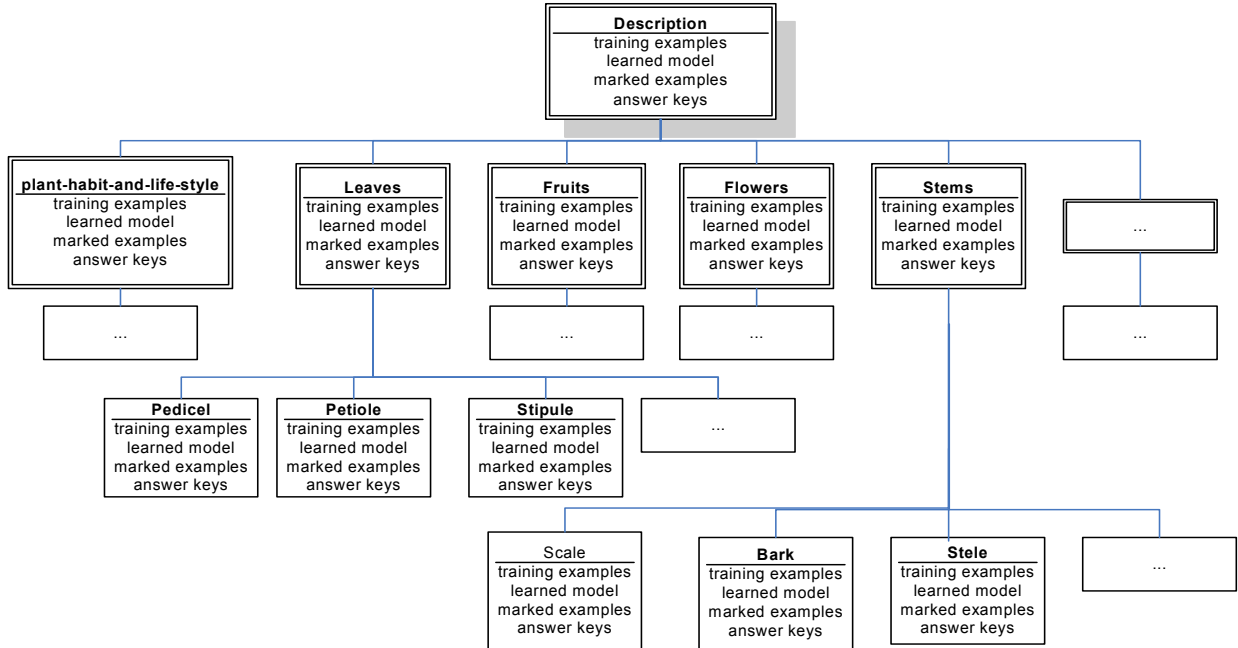 Description
training examples
learned model
marked examples
answer keys
plant-habit-and-life-style
training examples
learned model
marked examples
answer keys
Leaves
training examples
learned model
marked examples
answer keys
Fruits
training examples
learned model
marked examples
answer keys
Flowers
training examples
learned model
marked examples
answer keys
Stems
training examples
learned model
marked examples
answer keys
...
...
...
...
...
Pedicel
training examples
learned model
marked examples
answer keys
Petiole
training examples
learned model
marked examples
answer keys
Stipule
training examples
learned model
marked examples
answer keys
...
Scale
training examples
learned model
marked examples
answer keys
Bark
training examples
learned model
marked examples
answer keys
Stele
training examples
learned model
marked examples
answer keys
...